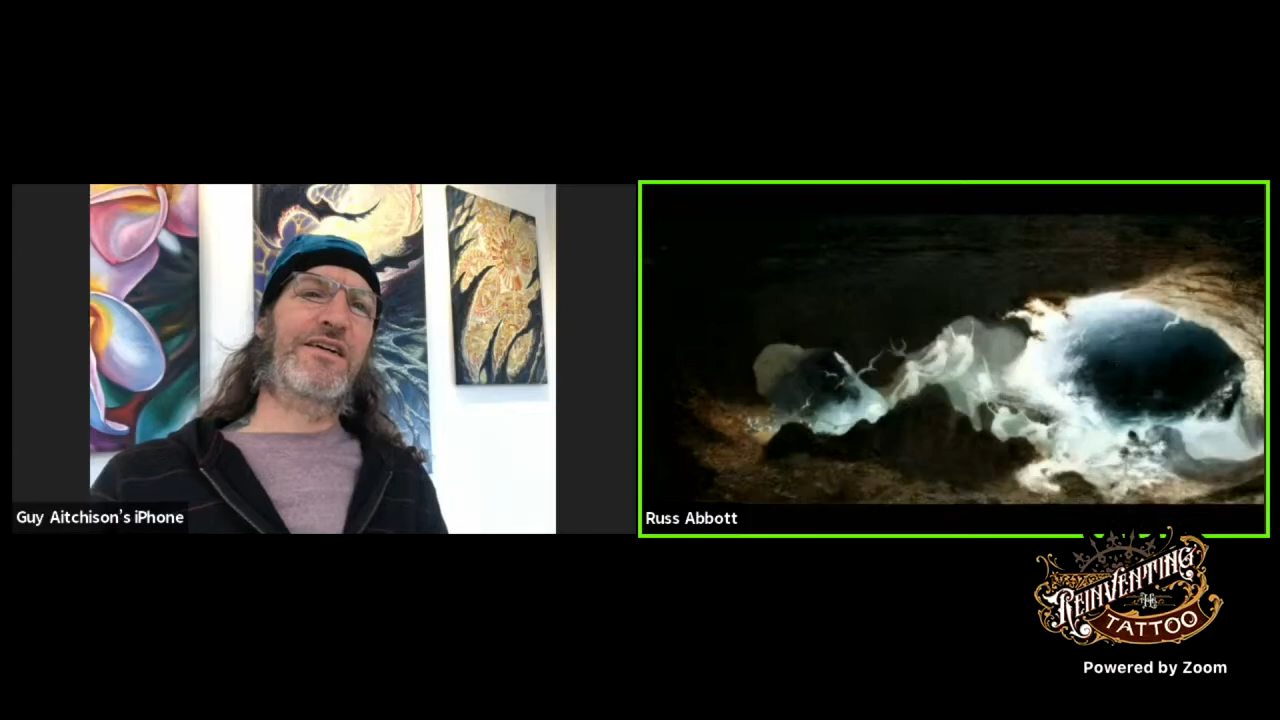 Guy Aitchison's iPhone
Russ Abbott
REINVENTING
THE
TATTOO
Powered by Zoom